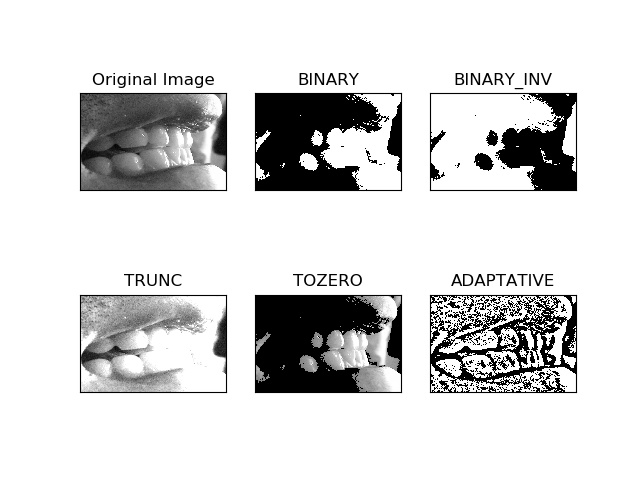 Original Image
BINARY
BINARY_INV
TRUNC
TOZERO
ADAPTATIVE